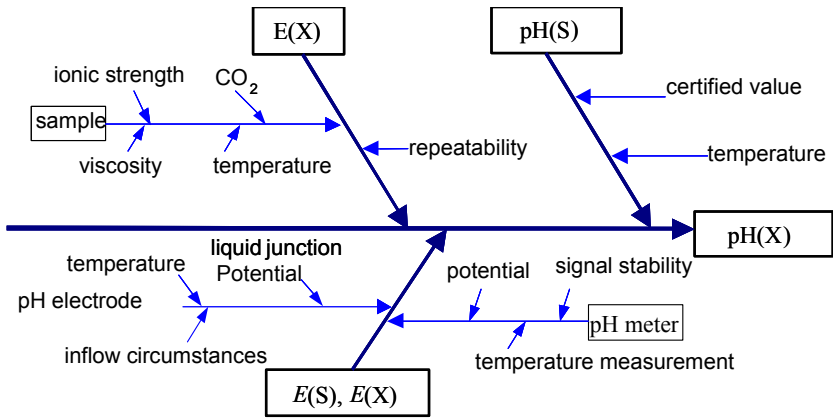 E(X)
pH(S)
ionic strength
CO2
certified value
sample
viscosity
temperature
repeatability
temperature
pH(X)
liquid junction
Potential
temperature
potential
signal stability
pH electrode
pH meter
inflow circumstances
temperature measurement
E(S), E(X)